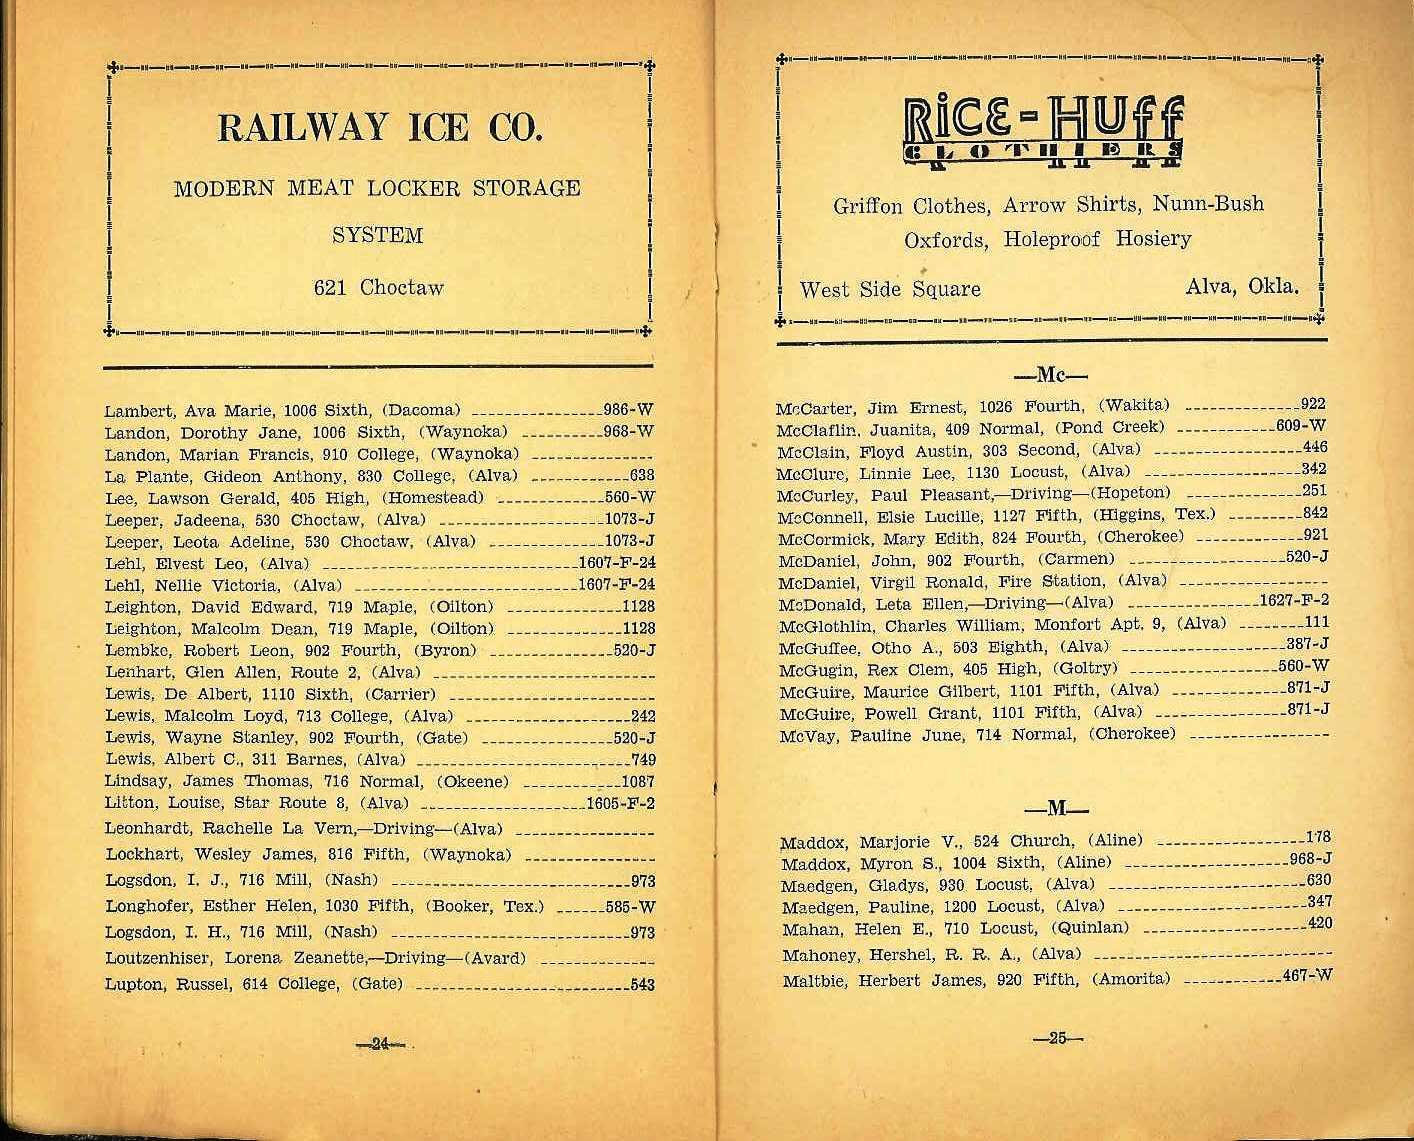 RAILWAY ICE CO.
MODERN MEAT LOCKER STORAGE
SYSTEM
621 Choctaw
Lambert, Ava Marie, 1006 Sixth, (Dacoma) 986-W
Landon, Dorothy Jane, 1006 Sixth, (Waynoka) 968-W
Landon, Marian Francis, 910 College, (Waynoka)
La Plante, Gideon Anthony, 830 College, (Alva) 638
Lee, Lawson Gerald, 405 High, (Homestead) 560-W
Leeper, Jadeena, 530 Choctaw, (Alva) 1073-J
Leeper, Leota Adeline, 530 Choctaw, (Alva) 1073-J
Lehl, Elvest Leo, (Alva) 1607-F-24
Lehl, Nellie Victoria, (Alva) 1607-F-24
Leighton, David Edward, 719 Maple, (Oilton) 1128
Leighton, Malcolm Dean, 719 Maple, (Oilton) 1128
Lembke, Robert Leon, 902 Fourth, (Byron) 520-J
Lenhart, Glen Allen, Route 2, (Alva)
Lewis, De Albert, 1110 Sixth, (Carrier)
Lewis, Malcolm Loyd, 713 College, (Alva) 242
Lewis, Wayne Stanley, 902 Fourth, (Gate) 520-J
Lewis, Albert C., 311 Barnes, (Alva) 749
Lindsay, James Thomas, 716 Normal, (Okeene) 1087
Litton, Louise, Star Route 8, (Alva) 1605-F-2
Leonhardt, Rachelle La Vern,—Driving—(Alva)
Lockhart, Wesley James, 816 Fifth, (Waynoka)
Logsdon, I. J., 716 Mill, (Nash) 973
Longhofer, Esther Helen, 1030 Fifth, (Booker, Tex.) 585-W
Logsdon, I. H., 716 Mill, (Nash) 973
Loutzenhiser, Lorena Zeanette,—Driving—(Avard)
Lupton, Russel, 614 College, (Gate) 543
—24—
RICE-HUFF
CLOTHIERS
Griffon Clothes, Arrow Shirts, Nunn-Bush
Oxfords, Holeproof Hosiery
West Side Square Alva, Okla.
—Mc—
McCarter, Jim Ernest, 1026 Fourth, (Wakita) 922
McClaflin, Juanita, 409 Normal, (Pond Creek) 609-W
McClain, Floyd Austin, 303 Second, (Alva) 446
McClure, Linnie Lee, 1130 Locust, (Alva) 342
McCurley, Paul Pleasant,—Driving—(Hopeton) 251
McConnell, Elsie Lucille, 1127 Fifth, (Higgins, Tex.) 842
McCormick, Mary Edith, 824 Fourth, (Cherokee) 921
McDaniel, John, 902 Fourth, (Carmen) 520-J
McDaniel, Virgil Ronald, Fire Station, (Alva)
McDonald, Leta Ellen,—Driving—(Alva) 1627-F-2
McGlothlin, Charles William, Monfort Apt. 9, (Alva) 111
McGuffee, Otho A., 503 Eighth, (Alva) 387-J
McGugin, Rex Clem, 405 High, (Goltry) 560-W
McGuire, Maurice Gilbert, 1101 Fifth, (Alva) 871-J
McGuire, Powell Grant, 1101 Fifth, (Alva) 871-J
McVay, Pauline June, 714 Normal, (Cherokee)
—M—
Maddox, Marjorie V., 524 Church, (Aline) 178
Maddox, Myron S., 1004 Sixth, (Aline) 968-J
Maedgen, Gladys, 930 Locust, (Alva) 630
Maedgen, Pauline, 1200 Locust, (Alva) 347
Mahan, Helen E., 710 Locust, (Quinlan) 420
Mahoney, Hershel, R. R. A., (Alva)
Maltbie, Herbert James, 920 Fifth, (Amorita) 467-W
—25—